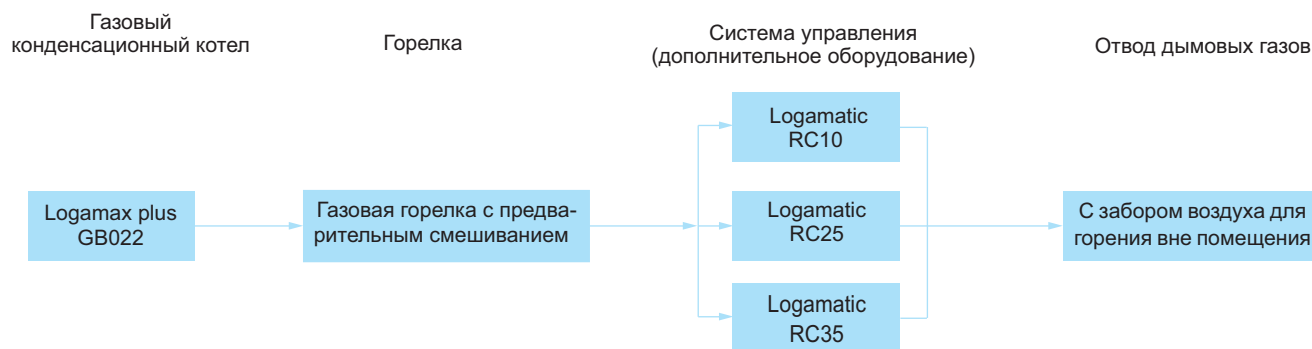 Газовый
конденсационный котел
Горелка
Система управления
(дополнительное оборудование)
Отвод дымовых газов
Logamax plus
GB022
Газовая горелка с предва-
рительным смешиванием
Logamatic
RC10
Logamatic
RC25
Logamatic
RC35
С забором воздуха для
горения вне помещения